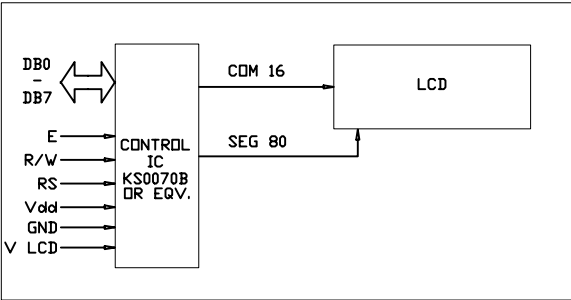 DB0
-
DB7
E
R/W
RS
Vdd
GND
V LCD
CONTROL
IC
KS0070B
OR EQV.
COM 16
SEG 80
LCD